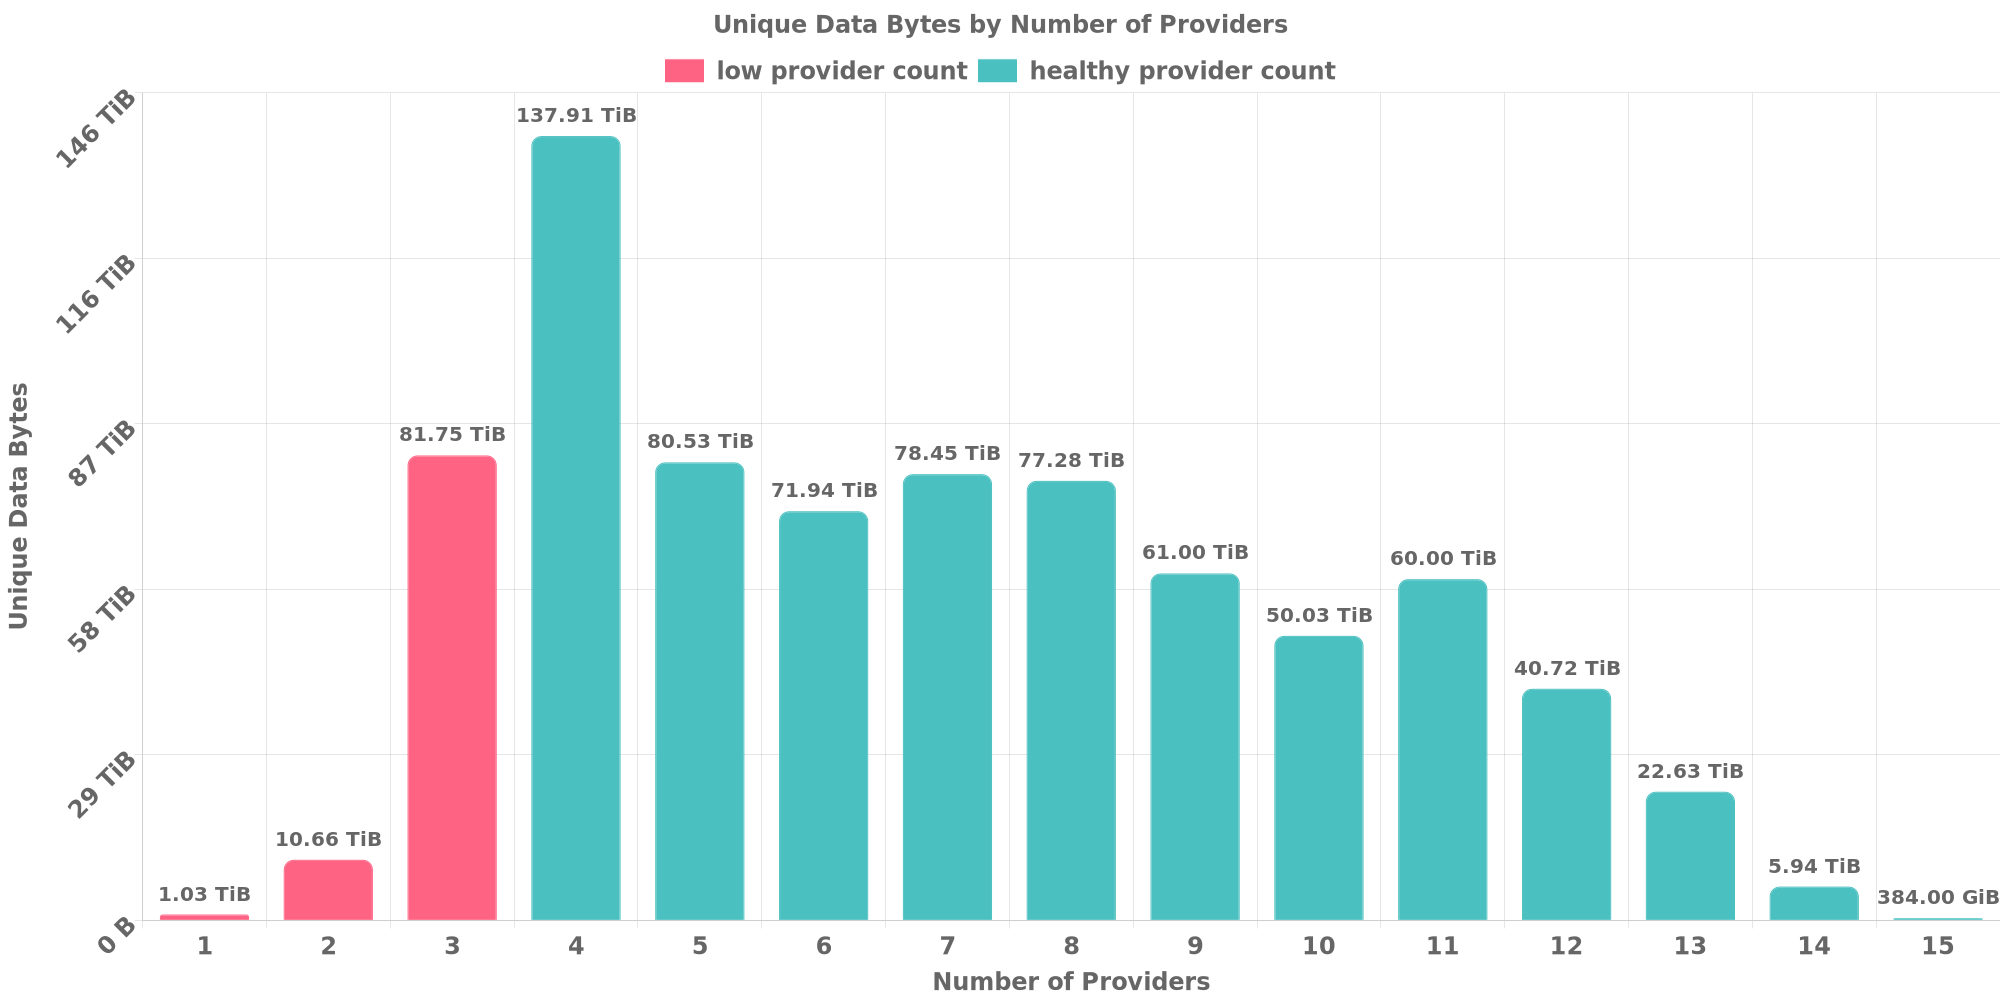 Unique Data Bytes by Number of Providers
low provider count healthy provider count
146 TiB
116 TiB
87 TiB
58 TiB
29 TiB
0 B
Unique Data Bytes
1.03 TiB
10.66 TiB
81.75 TiB
137.91 TiB
80.53 TiB
71.94 TiB
78.45 TiB
77.28 TiB
61.00 TiB
50.03 TiB
60.00 TiB
40.72 TiB
22.63 TiB
5.94 TiB
384.00 GiB
1 2 3 4 5 6 7 8 9 10 11 12 13 14 15
Number of Providers